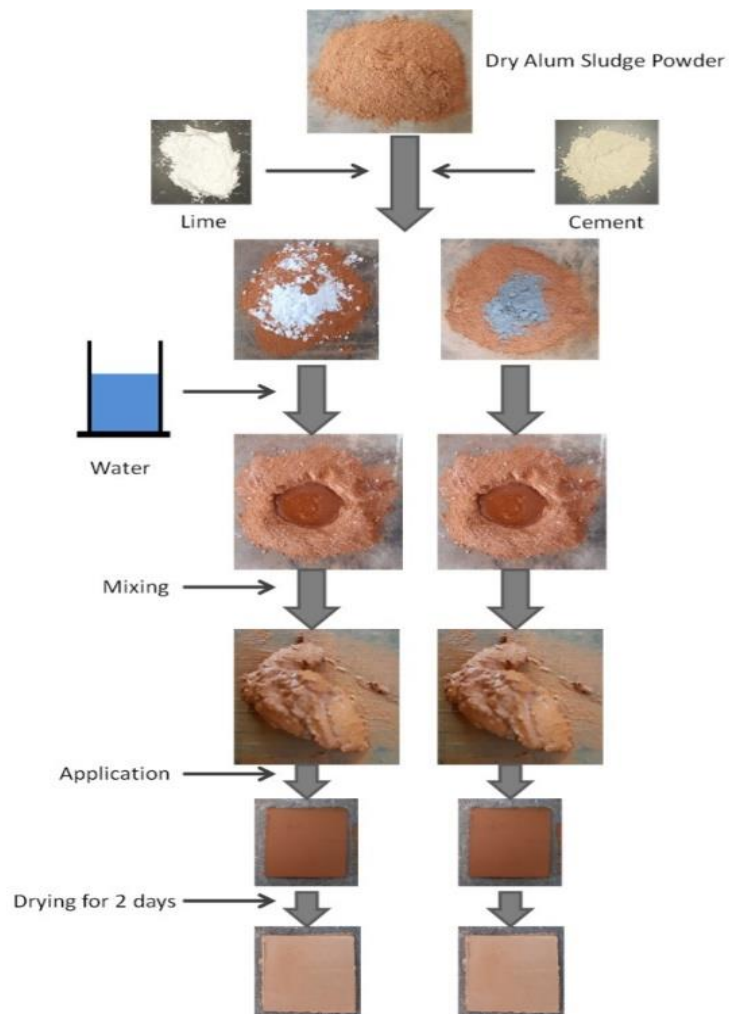 Dry Alum Sludge Powder
Lime
Cement
Water
Mixing
Application
Drying for 2 days